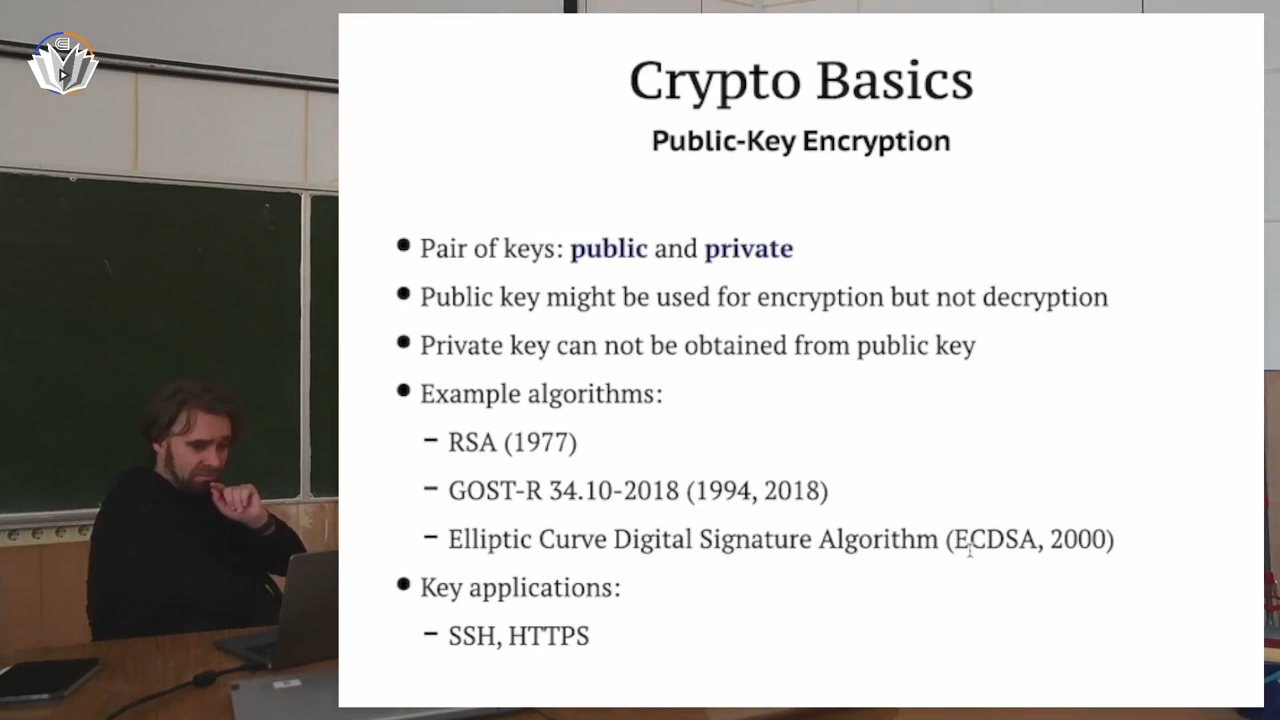 Crypto Basics
Public-Key Encryption
● Pair of keys: public and private
● Public key might be used for encryption but not decryption
● Private key can not be obtained from public key
● Example algorithms:
– RSA (1977)
– GOST-R 34.10-2018 (1994, 2018)
– Elliptic Curve Digital Signature Algorithm (ECDSA, 2000)
● Key applications:
– SSH, HTTPS